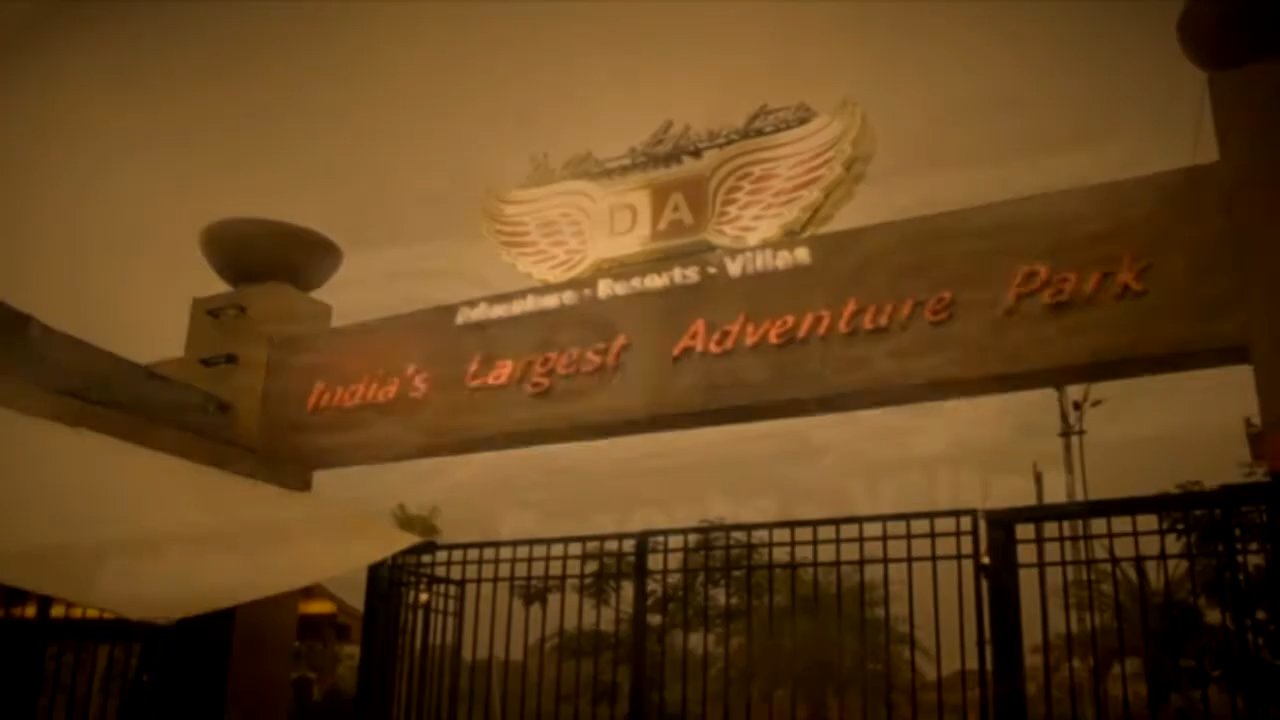 DA
Adventure · Resorts · Villas
India's Largest Adventure Park